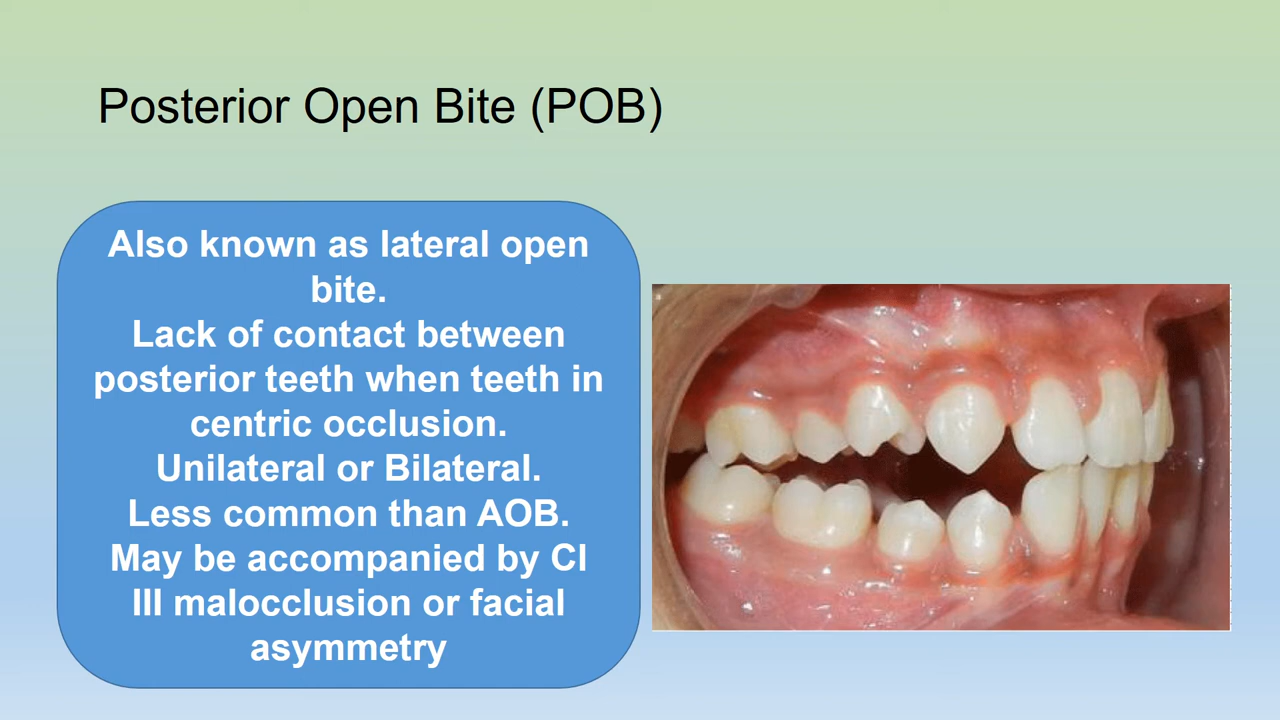 Posterior Open Bite (POB)
Also known as lateral open
bite.
Lack of contact between
posterior teeth when teeth in
centric occlusion.
Unilateral or Bilateral.
Less common than AOB.
May be accompanied by Cl
III malocclusion or facial
asymmetry